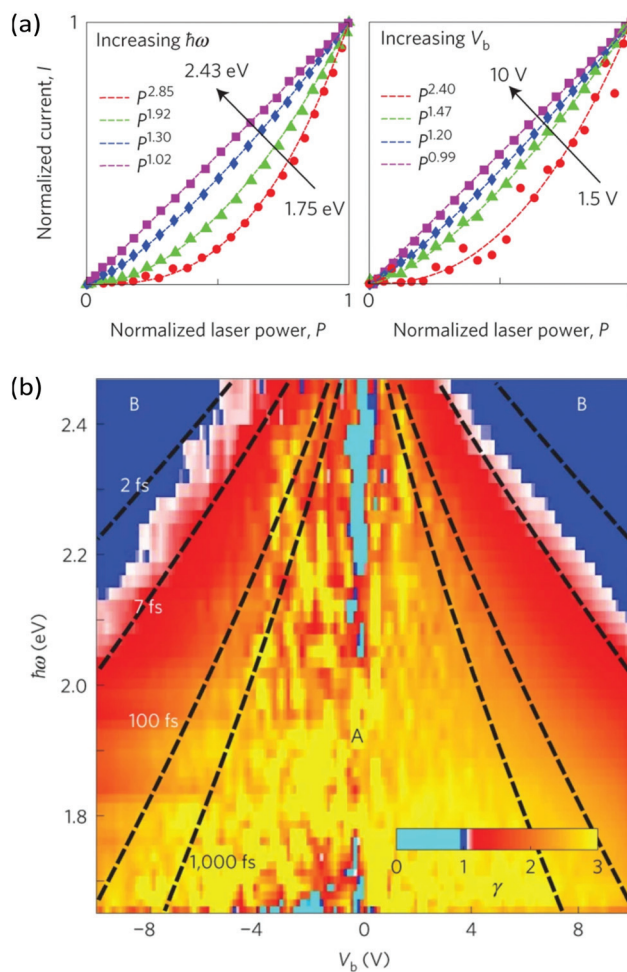 (a)
Increasing ħω
2.43 eV
P^2.85
P^1.92
P^1.30
P^1.02
1.75 eV
Normalized current, I
1
0
0
1
Normalized laser power, P
Increasing V_b
10 V
P^2.40
P^1.47
P^1.20
P^0.99
1.5 V
0
1
Normalized laser power, P
(b)
B
B
2 fs
7 fs
100 fs
1,000 fs
A
2.4
2.2
2.0
1.8
ħω (eV)
0 1 2 3
γ
−8 −4 0 4 8
V_b (V)